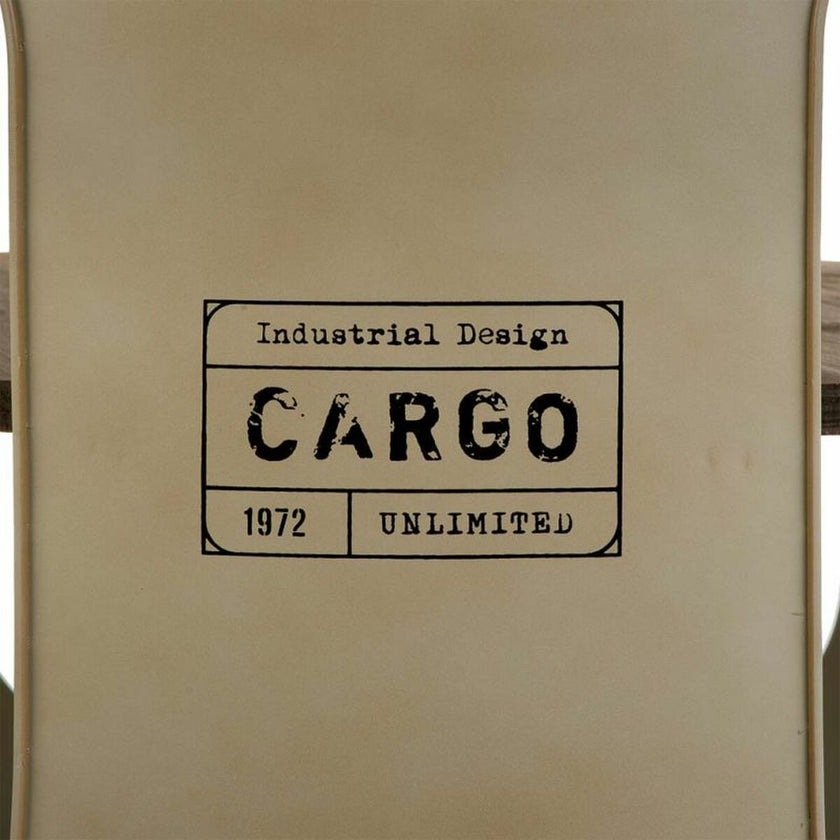 Industrial Design
CARGO
1972 UNLIMITED